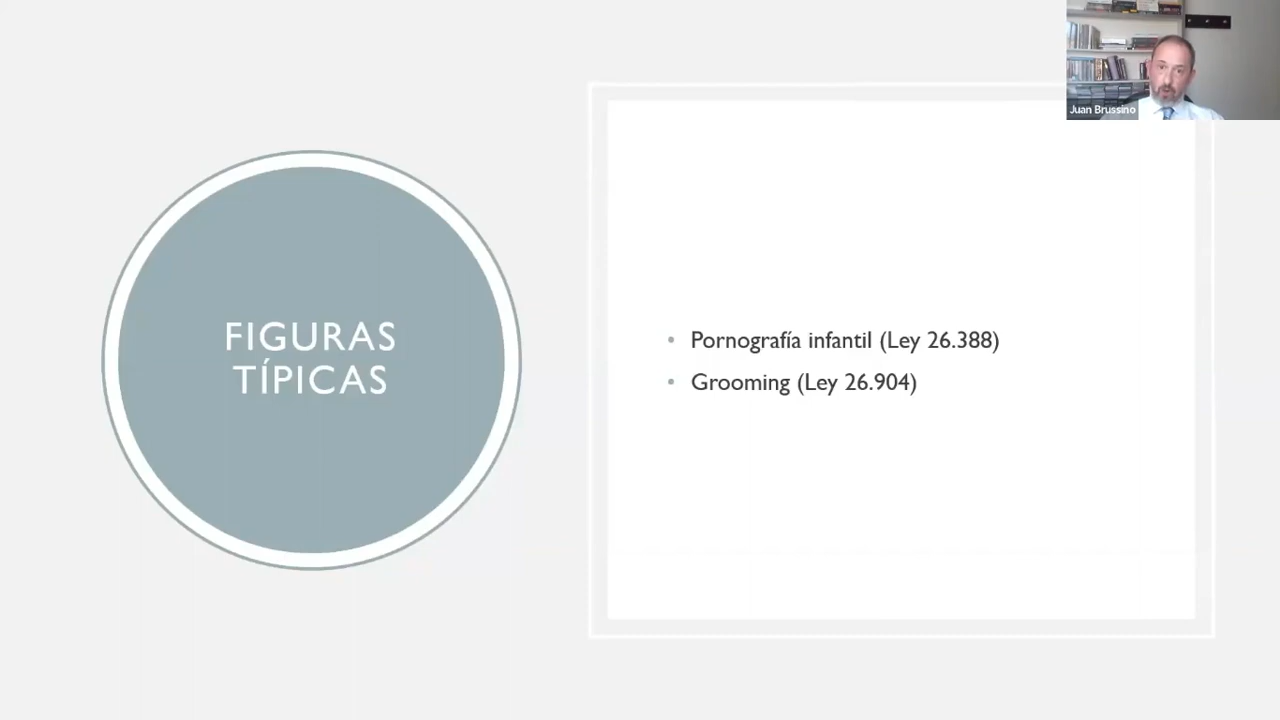 Juan Brussino
FIGURAS
TÍPICAS
• Pornografía infantil (Ley 26.388)
• Grooming (Ley 26.904)